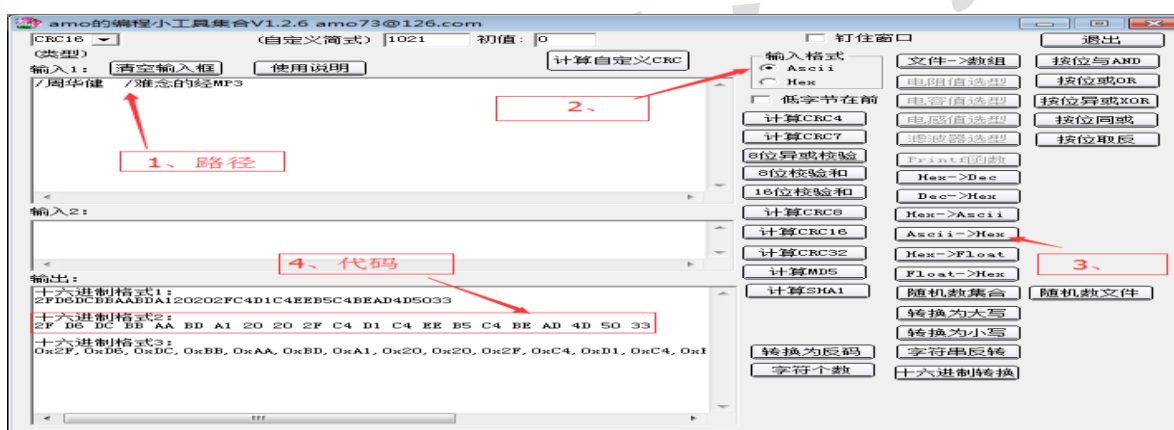 amo的编程小工具集合V1.2.6 amo73@126.com
CRC16 (自定义简式) 1021 初值: 0 钉住窗口 退出
(类型)
输入1: 清空输入框 使用说明 计算自定义CRC
/周华健 /难念的经MP3
1、路径
2、
输入格式
Ascii
Hex
低字节在前
计算CRC4
计算CRC7
8位异或校验
8位校验和
16位校验和
计算CRC8
计算CRC16
计算CRC32
计算MD5
计算SHA1
转换为反码
字符个数
文件->数组
电阻值选型
电容值选型
电感值选型
滤波器选型
Printf函数
Hex->Dec
Dec->Hex
Hex->Ascii
Ascii->Hex
Hex->Float
Float->Hex
随机数集合
转换为大写
转换为小写
字符串反转
十六进制转换
按位与AND
按位或OR
按位异或XOR
按位同或
按位取反
3、
随机数文件
输入2:
4、代码
输出:
十六进制格式1:
2FD6DCBBAABDA120202FC4D1C4EEB5C4BEAD4D5033
十六进制格式2:
2F D6 DC BB AA BD A1 20 20 2F C4 D1 C4 EE B5 C4 BE AD 4D 50 33
十六进制格式3:
0x2F,0xD6,0xDC,0xBB,0xAA,0xBD,0xA1,0x20,0x20,0x2F,0xC4,0xD1,0xC4,0x